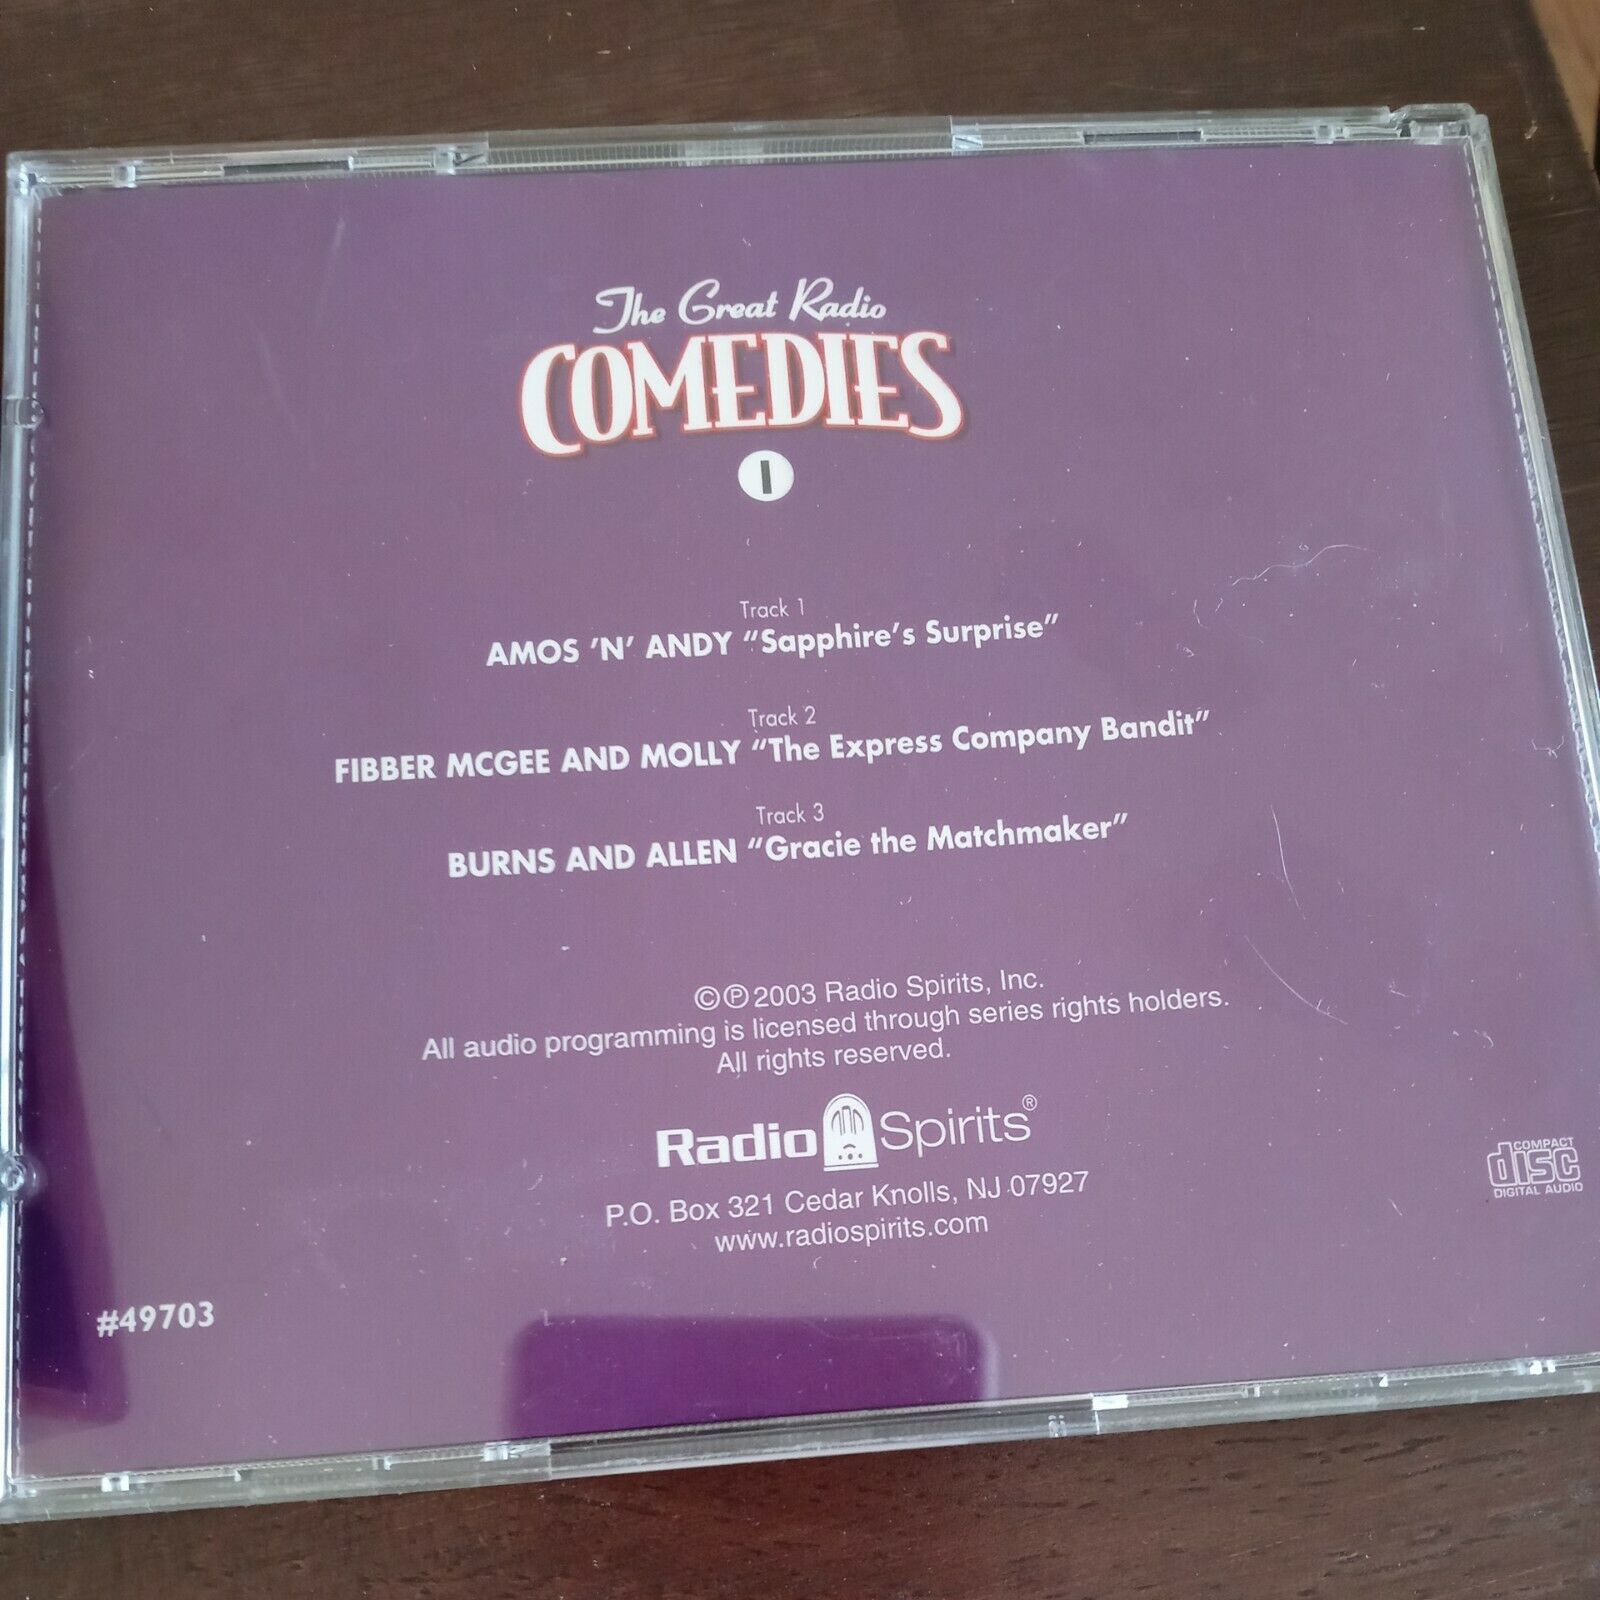 The Great Radio
COMEDIES
1
Track 1
AMOS 'N' ANDY “Sapphire's Surprise”
Track 2
FIBBER MCGEE AND MOLLY “The Express Company Bandit”
Track 3
BURNS AND ALLEN “Gracie the Matchmaker”
©℗2003 Radio Spirits, Inc.
All audio programming is licensed through series rights holders.
All rights reserved.
Radio Spirits®
P.O. Box 321 Cedar Knolls, NJ 07927
www.radiospirits.com
COMPACT
disc
DIGITAL AUDIO
#49703